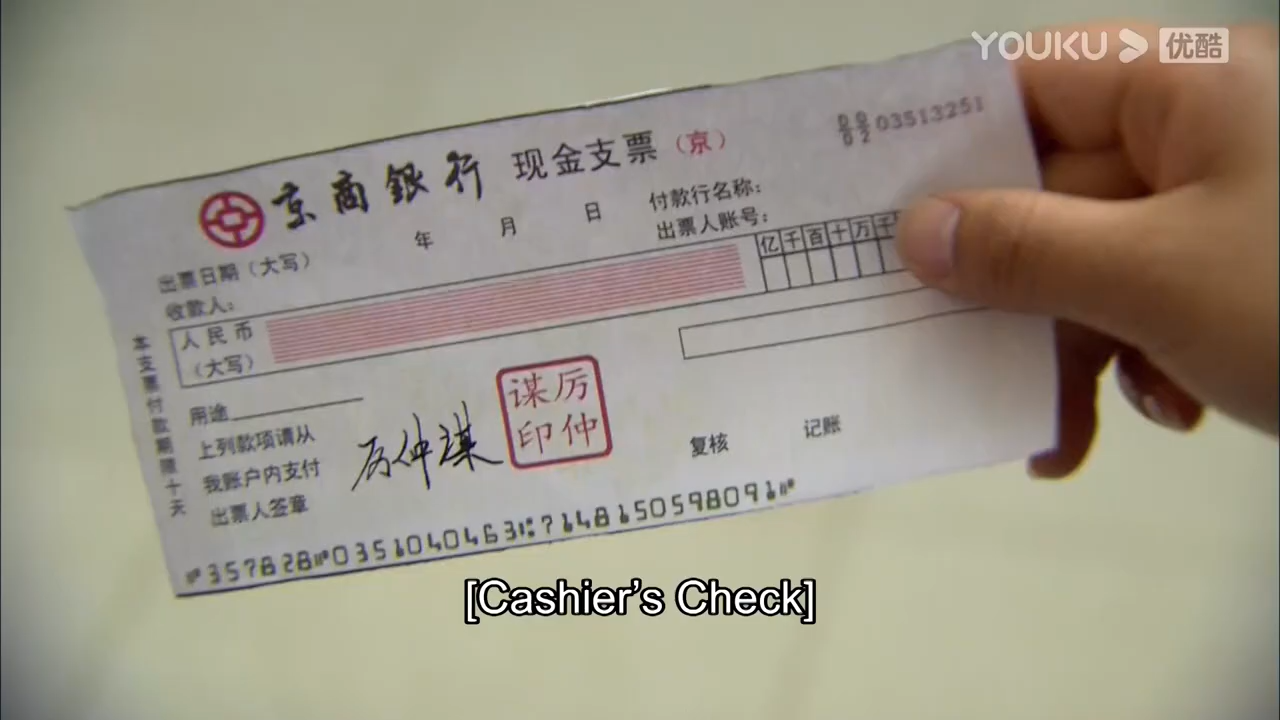 YOUKU 优酷
京商銀行 现金支票（京）
03513251
出票日期（大写） 年 月 日
付款行名称：
收款人：
出票人账号：
人民币
（大写）
亿千百十万千
本支票付款期限十天
用途
上列款项请从
我账户内支付
出票人签章
厉仲谋
厉仲
谋印
复核 记账
⑈357828⑈0351040463⑆7148150598091⑈
[Cashier’s Check]